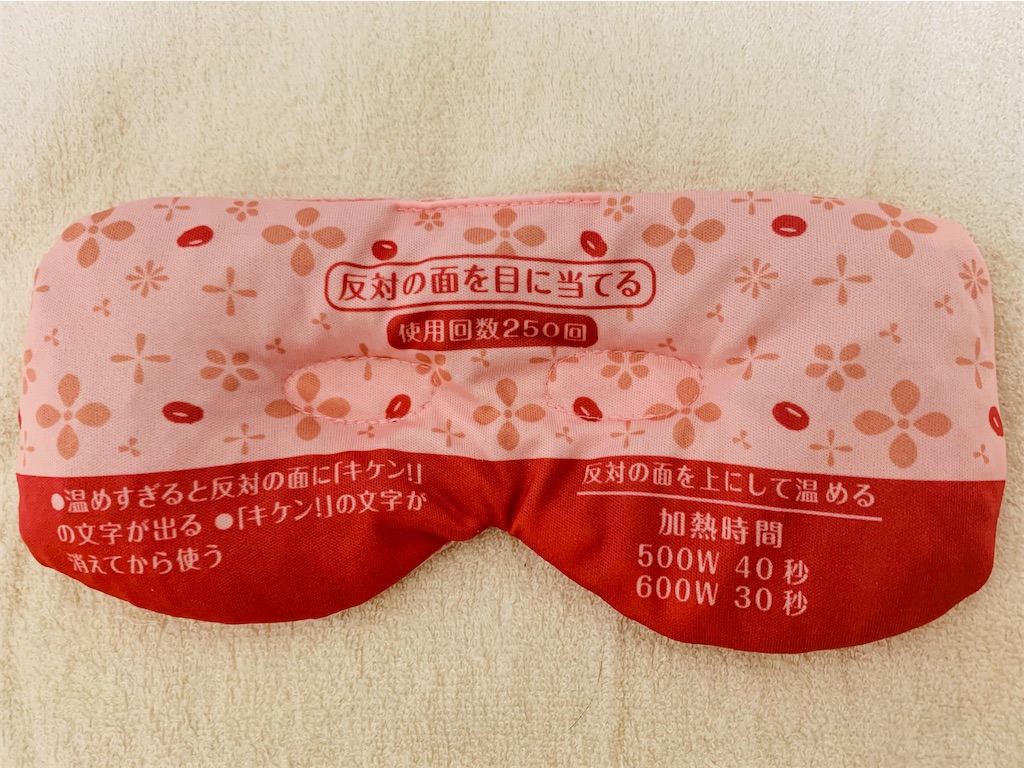 反対の面を目に当てる
使用回数250回
●温めすぎると反対の面に「キケン!」
の文字が出る ●「キケン!」の文字が
消えてから使う
反対の面を上にして温める
加熱時間
500W 40秒
600W 30秒